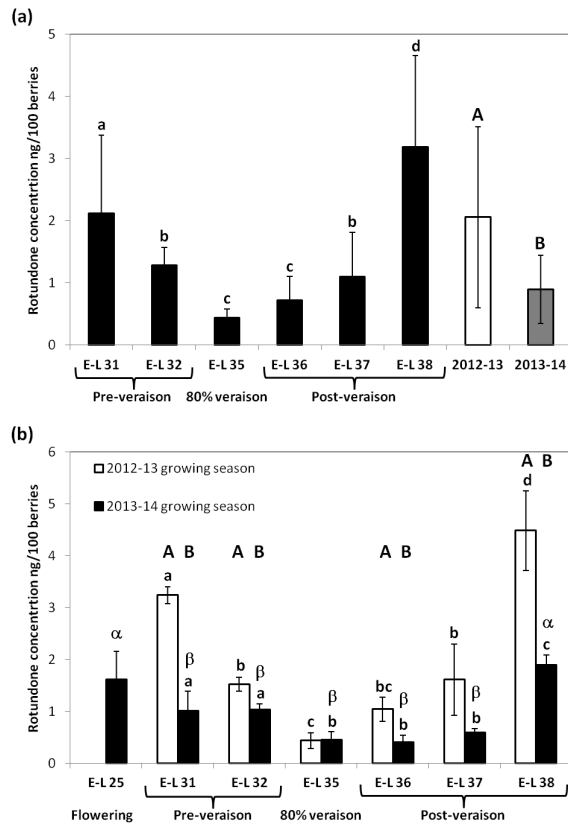 (a)
Rotundone concentrtion ng/100 berries
6
5
4
3
2
1
0
a
b
c
c
b
d
A
B
E-L 31 E-L 32 E-L 35 E-L 36 E-L 37 E-L 38 2012-13 2013-14
Pre-veraison 80% veraison Post-veraison
(b)
Rotundone concentrtion ng/100 berries
6
5
4
3
2
1
0
2012-13 growing season
2013-14 growing season
A B
d
A B A B A B
a
α
β
a
b
β
a
c
β
b
bc
β
b
b
β
b
α
c
E-L 25 E-L 31 E-L 32 E-L 35 E-L 36 E-L 37 E-L 38
Flowering Pre-veraison 80% veraison Post-veraison